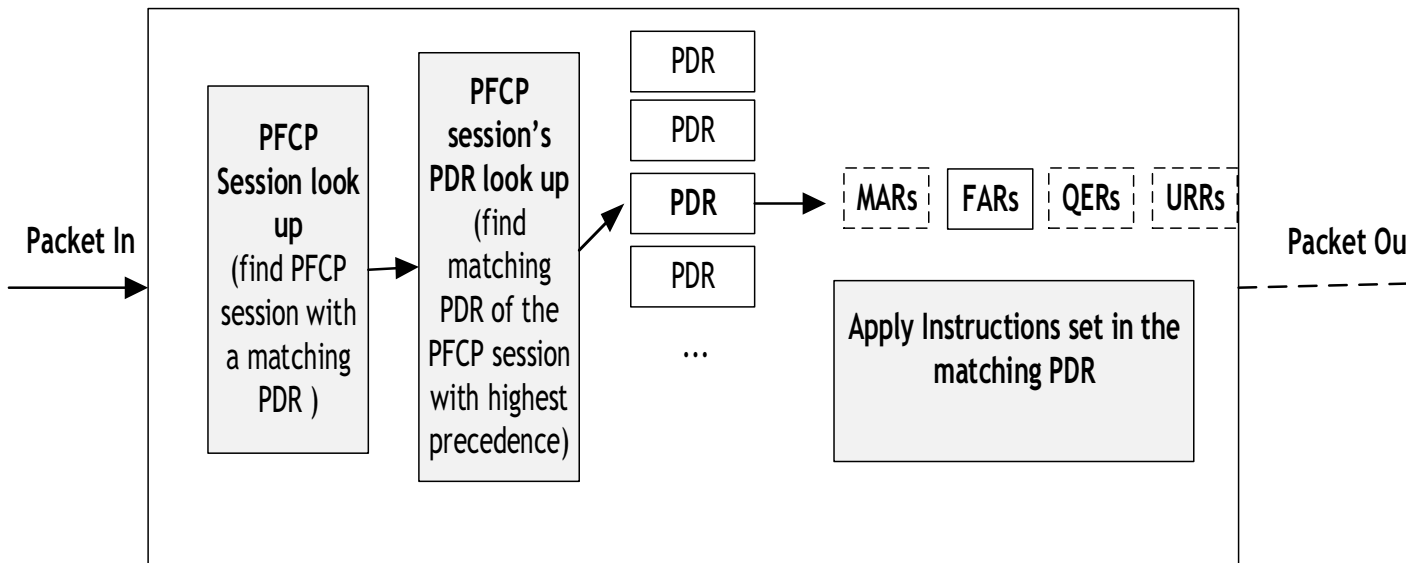 Packet In
PFCP
Session look
up
(find PFCP
session with
a matching
PDR )
PFCP
session’s
PDR look up
(find
matching
PDR of the
PFCP session
with highest
precedence)
PDR
PDR
PDR
PDR
...
MARs
FARs
QERs
URRs
Apply Instructions set in the
matching PDR
Packet Ou